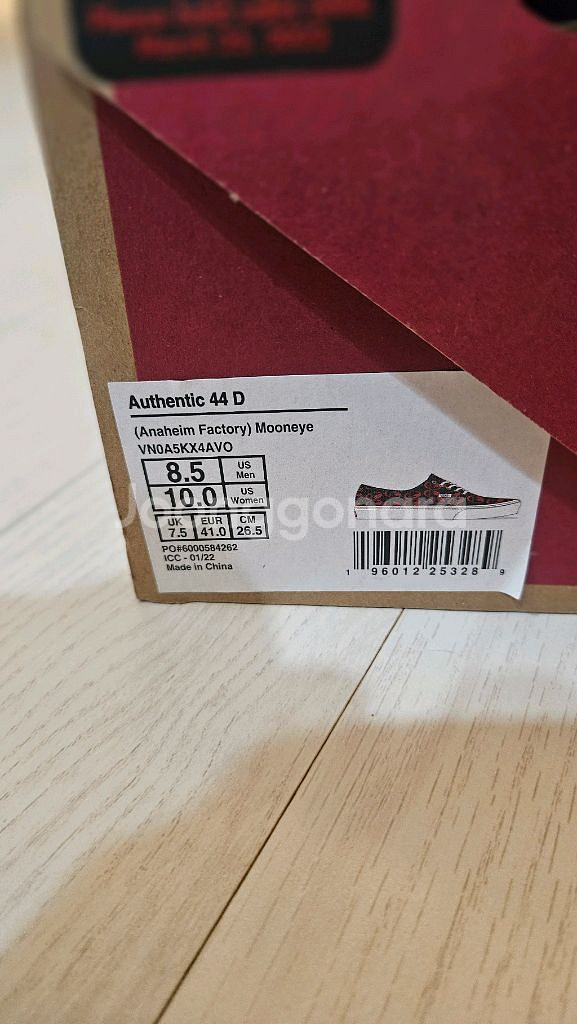 Authentic 44 D
(Anaheim Factory) Mooneye
VN0A5KX4AVO
8.5 US Men
10.0 US Women
UK EUR CM
7.5 41.0 26.5
PO#6000584262
ICC - 01/22
Made in China
1 96012 25328 9
Joonggonara